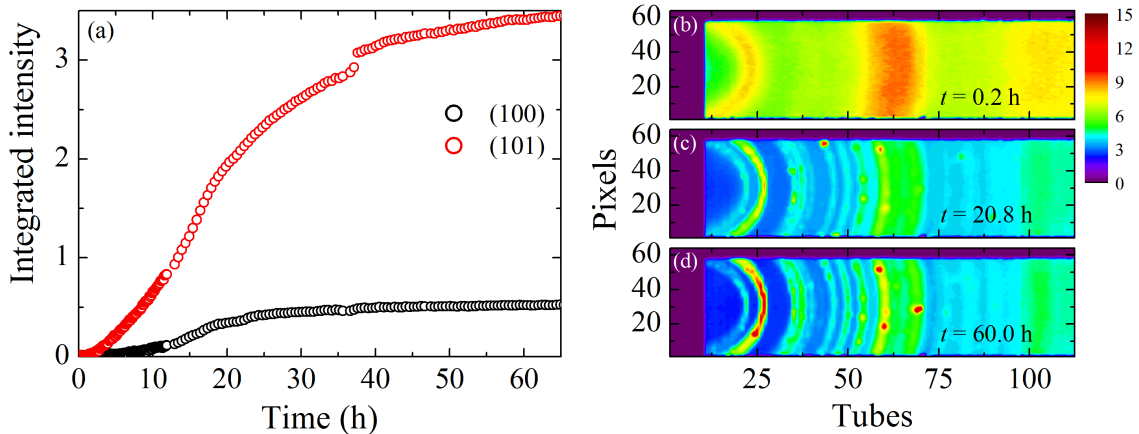 (a)
Integrated intensity
3
2
1
0
(100)
(101)
0 10 20 30 40 50 60
Time (h)
(b)
60
40
20
t = 0.2 h
(c)
60
40
20
t = 20.8 h
(d)
60
40
20
t = 60.0 h
Pixels
25 50 75 100
Tubes
15
12
9
6
3
0